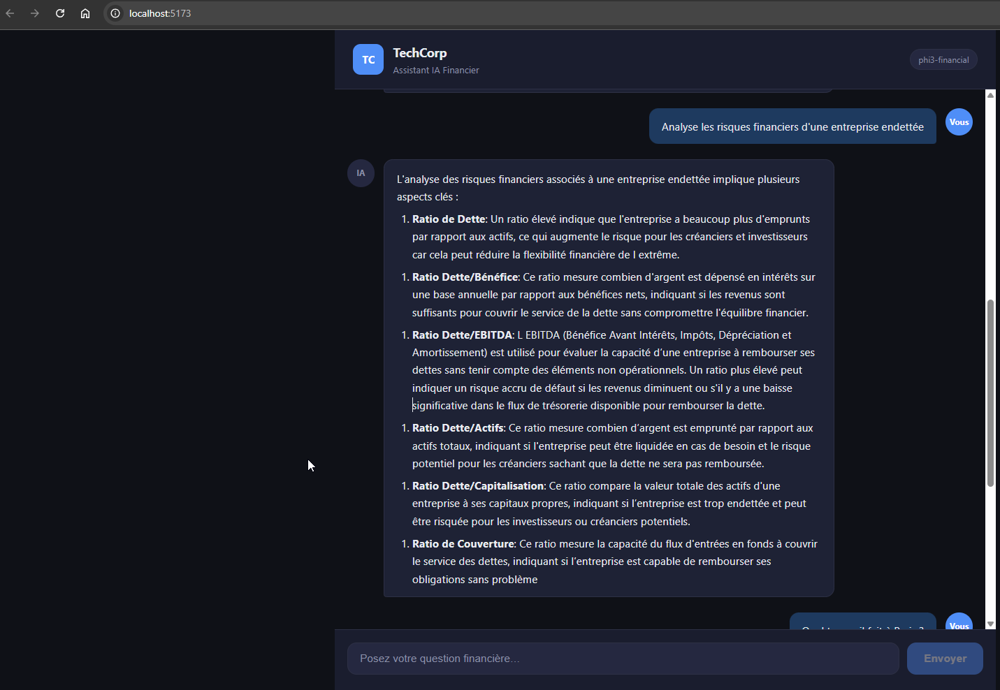 localhost:5173
TC
TechCorp
Assistant IA Financier
phi3-financial
Analyse les risques financiers d'une entreprise endettée
Vous
IA
L'analyse des risques financiers associés à une entreprise endettée implique plusieurs
aspects clés :
1. Ratio de Dette: Un ratio élevé indique que l'entreprise a beaucoup plus d'emprunts
par rapport aux actifs, ce qui augmente le risque pour les créanciers et investisseurs
car cela peut réduire la flexibilité financière de l extrême.
1. Ratio Dette/Bénéfice: Ce ratio mesure combien d'argent est dépensé en intérêts sur
une base annuelle par rapport aux bénéfices nets, indiquant si les revenus sont
suffisants pour couvrir le service de la dette sans compromettre l'équilibre financier.
1. Ratio Dette/EBITDA: L EBITDA (Bénéfice Avant Intérêts, Impôts, Dépréciation et
Amortissement) est utilisé pour évaluer la capacité d’une entreprise à rembourser ses
dettes sans tenir compte des éléments non opérationnels. Un ratio plus élevé peut
indiquer un risque accru de défaut si les revenus diminuent ou s'il y a une baisse
significative dans le flux de trésorerie disponible pour rembourser la dette.
1. Ratio Dette/Actifs: Ce ratio mesure combien d’argent est emprunté par rapport aux
actifs totaux, indiquant si l'entreprise peut être liquidée en cas de besoin et le risque
potentiel pour les créanciers sachant que la dette ne sera pas remboursée.
1. Ratio Dette/Capitalisation: Ce ratio compare la valeur totale des actifs d'une
entreprise à ses capitaux propres, indiquant si l’entreprise est trop endettée et peut
être risquée pour les investisseurs ou créanciers potentiels.
1. Ratio de Couverture: Ce ratio mesure la capacité du flux d'entrées en fonds à couvrir
le service des dettes, indiquant si l’entreprise est capable de rembourser ses
obligations sans problème
Vous
Posez votre question financière…
Envoyer